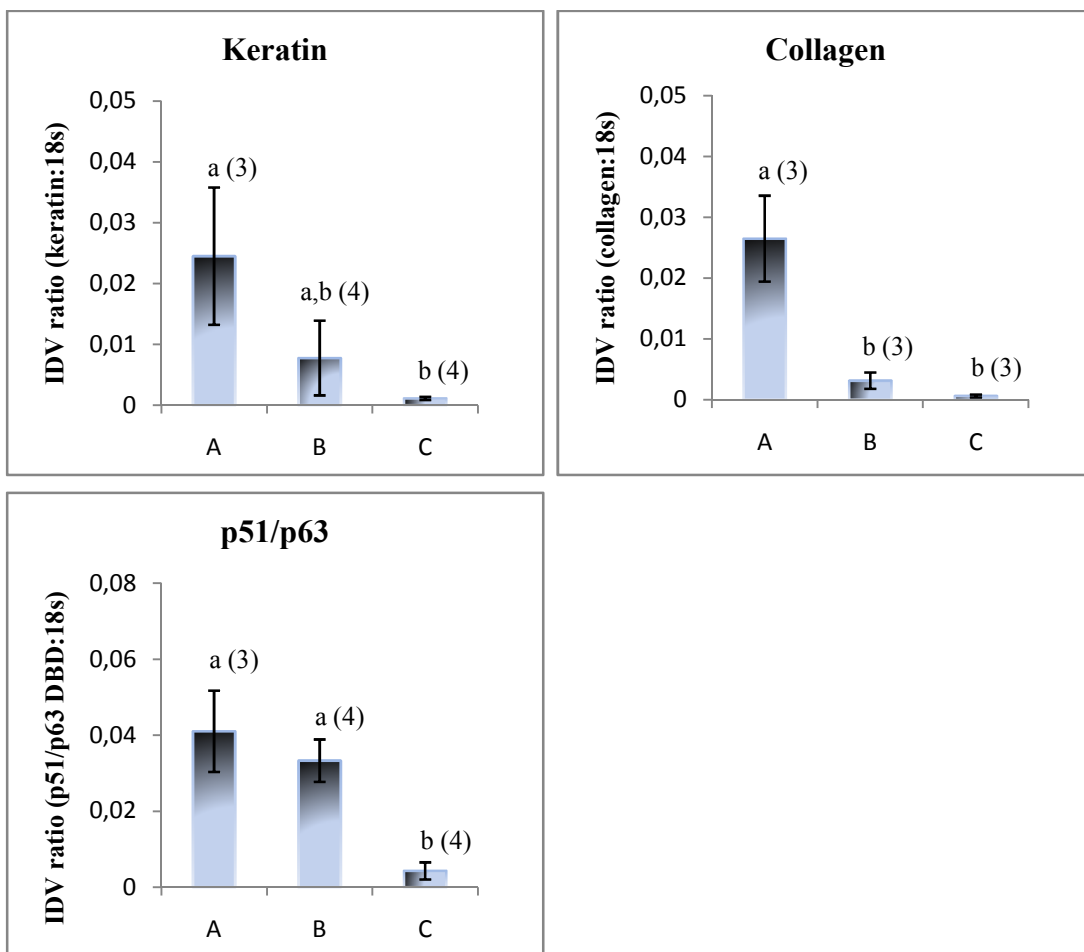 Keratin
IDV ratio (keratin:18s)
0,05
0,04
0,03
0,02
0,01
0
a (3)
a,b (4)
b (4)
A B C
Collagen
IDV ratio (collagen:18s)
0,05
0,04
0,03
0,02
0,01
0
a (3)
b (3)
b (3)
A B C
p51/p63
IDV ratio (p51/p63 DBD:18s)
0,08
0,06
0,04
0,02
0
a (3)
a (4)
b (4)
A B C